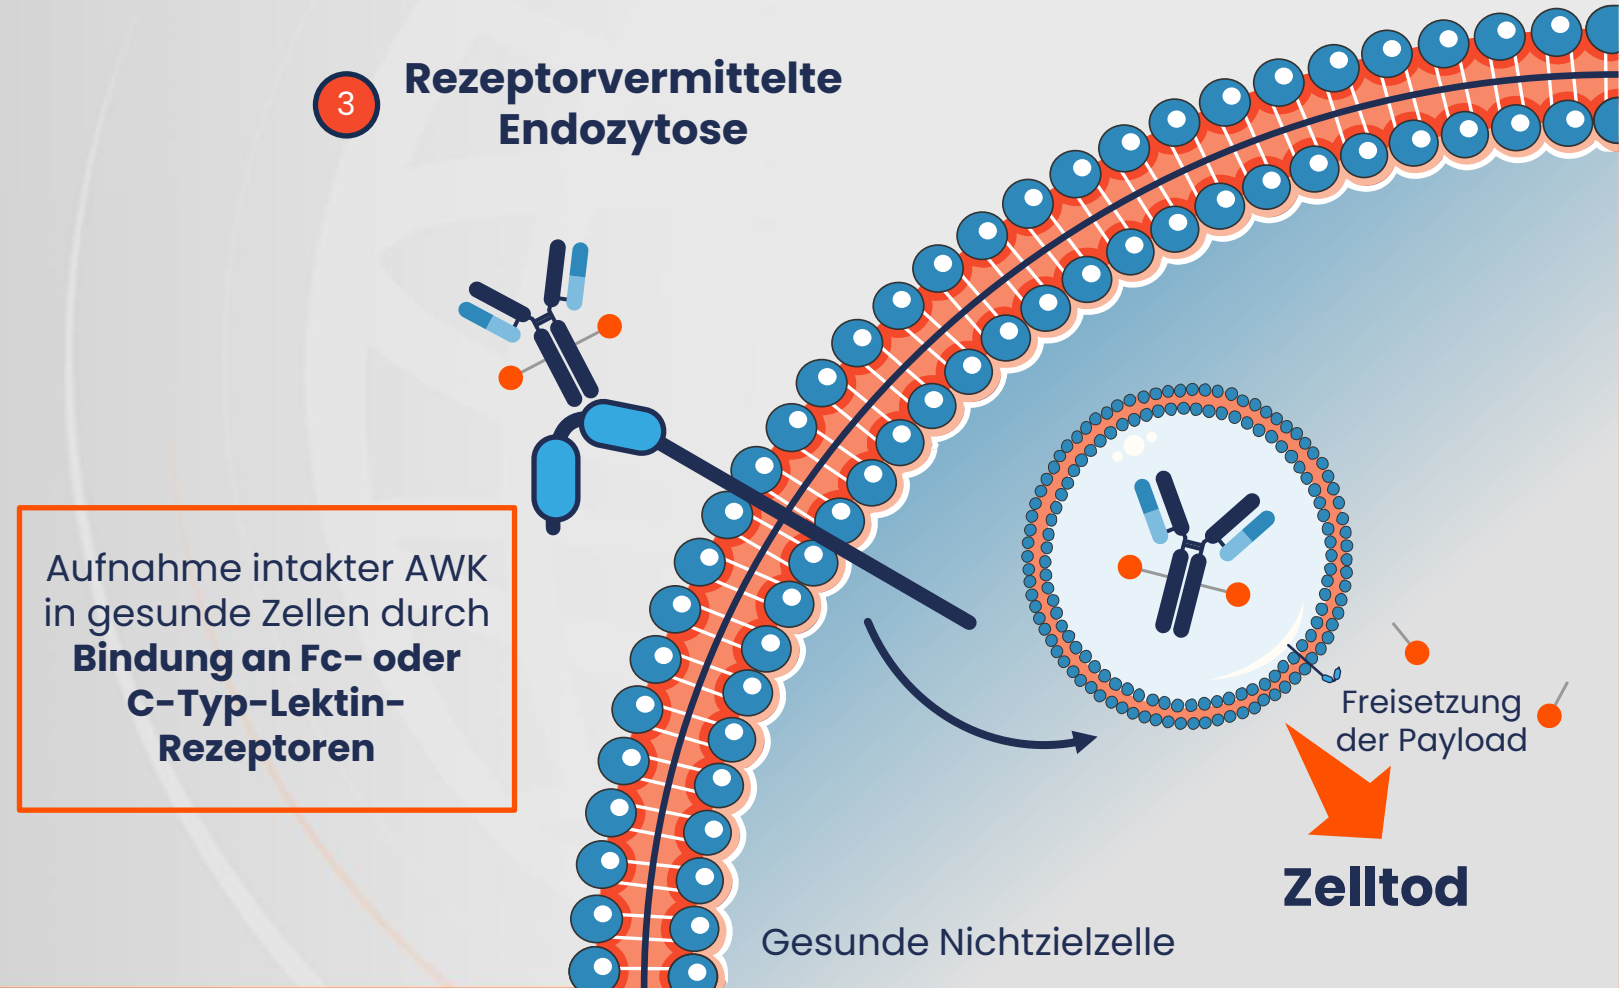 3
Rezeptorvermittelte
Endozytose
Aufnahme intakter AWK
in gesunde Zellen durch
Bindung an Fc- oder
C-Typ-Lektin-
Rezeptoren
Freisetzung
der Payload
Zelltod
Gesunde Nichtzielzelle